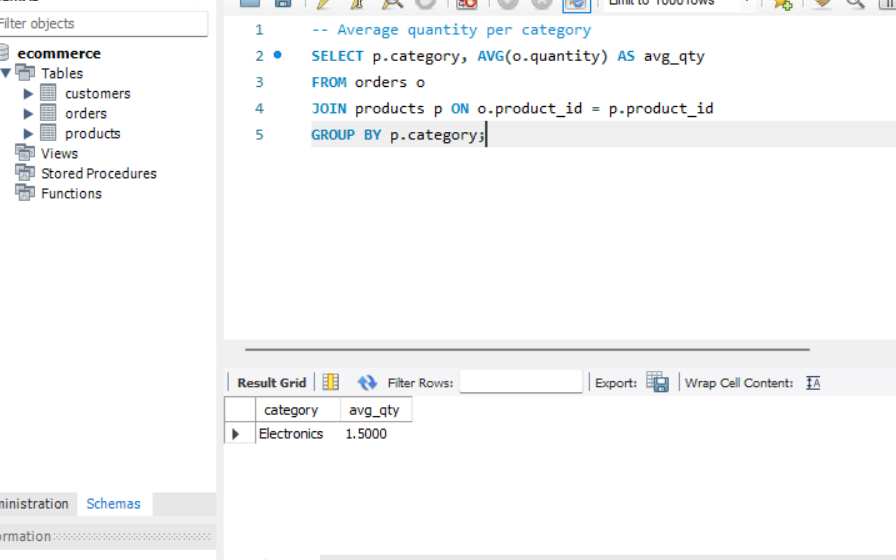 Filter objects
ecommerce
Tables
customers
orders
products
Views
Stored Procedures
Functions
Schemas
Limit to 1000 rows
1 -- Average quantity per category
2 SELECT p.category, AVG(o.quantity) AS avg_qty
3 FROM orders o
4 JOIN products p ON o.product_id = p.product_id
5 GROUP BY p.category;
Result Grid Filter Rows: Export: Wrap Cell Content:
category avg_qty
Electronics 1.5000